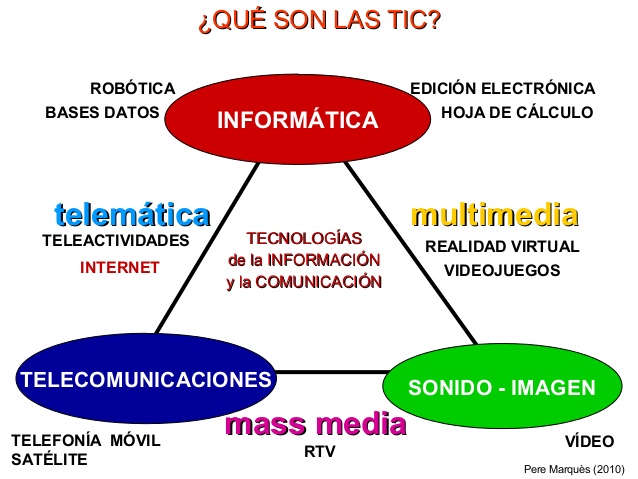 ¿QUÉ SON LAS TIC?
ROBÓTICA
BASES DATOS
INFORMÁTICA
EDICIÓN ELECTRÓNICA
HOJA DE CÁLCULO
telemática
TELEACTIVIDADES
INTERNET
TECNOLOGÍAS
de la INFORMACIÓN
y la COMUNICACIÓN
multimedia
REALIDAD VIRTUAL
VIDEOJUEGOS
TELECOMUNICACIONES
SONIDO - IMAGEN
mass media
RTV
TELEFONÍA MÓVIL
SATÉLITE
VÍDEO
Pere Marquès (2010)